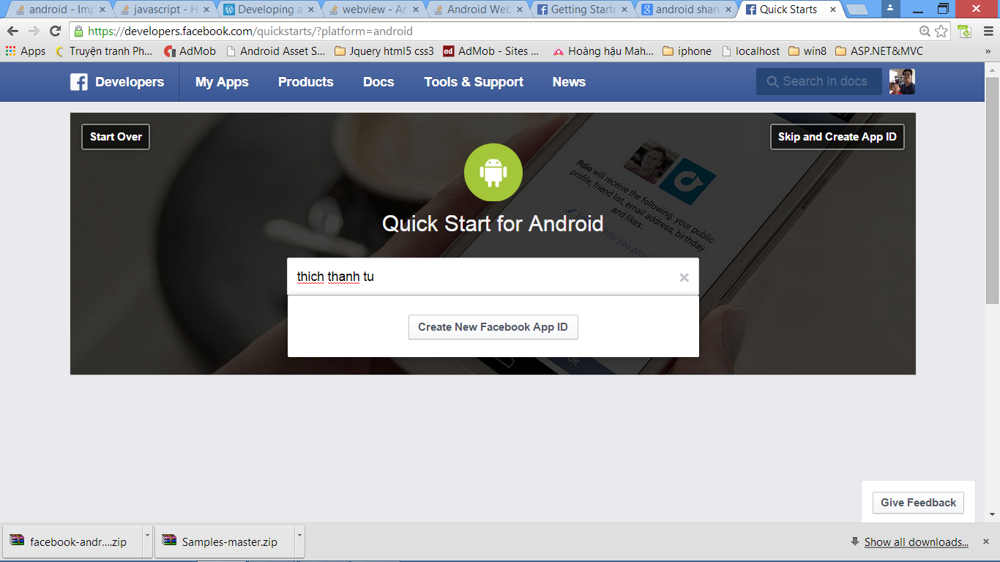 android - Imp
javascript - H
Developing a
webview - An
Android Web
Getting Starte
android share
Quick Starts
https://developers.facebook.com/quickstarts/?platform=android
Apps
Truyện tranh Ph...
AdMob
Android Asset S...
Jquery html5 css3
AdMob - Sites ...
Hoàng hậu Mah...
iphone
localhost
win8
ASP.NET&MVC
»
Developers
My Apps
Products
Docs
Tools & Support
News
Search in docs
Start Over
Skip and Create App ID
Rdio will receive the following: your public
profile, friend list, email address, birthday
and likes.
info you provi
Quick Start for Android
thich thanh tu
Create New Facebook App ID
OK
Give Feedback
facebook-andr....zip
Samples-master.zip
Show all downloads...